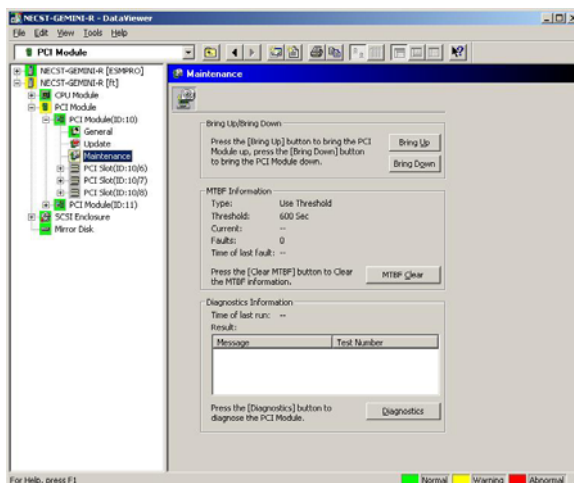 NECST-GEMINI-R - DataViewer
File Edit View Tools Help
PCI Module
NECST-GEMINI-R [ESMPRO]
NECST-GEMINI-R [ft]
CPU Module
PCI Module
PCI Module(ID:10)
General
Update
Maintenance
PCI Slot(ID:10/6)
PCI Slot(ID:10/7)
PCI Slot(ID:10/8)
PCI Module(ID:11)
SCSI Enclosure
Mirror Disk
Maintenance
Bring Up/Bring Down
Press the [Bring Up] button to bring the PCI
Module up, press the [Bring Down] button
to bring the PCI Module down.
Bring Up
Bring Down
MTBF Information
Type: Use Threshold
Threshold: 600 Sec
Current: --
Faults: 0
Time of last fault: --
Press the [Clear MTBF] button to Clear
the MTBF information.
MTBF Clear
Diagnostics Information
Time of last run: --
Result:
Message Test Number
Press the [Diagnostics] button to
diagnose the PCI Module.
Diagnostics
For Help, press F1
Normal Warning Abnormal